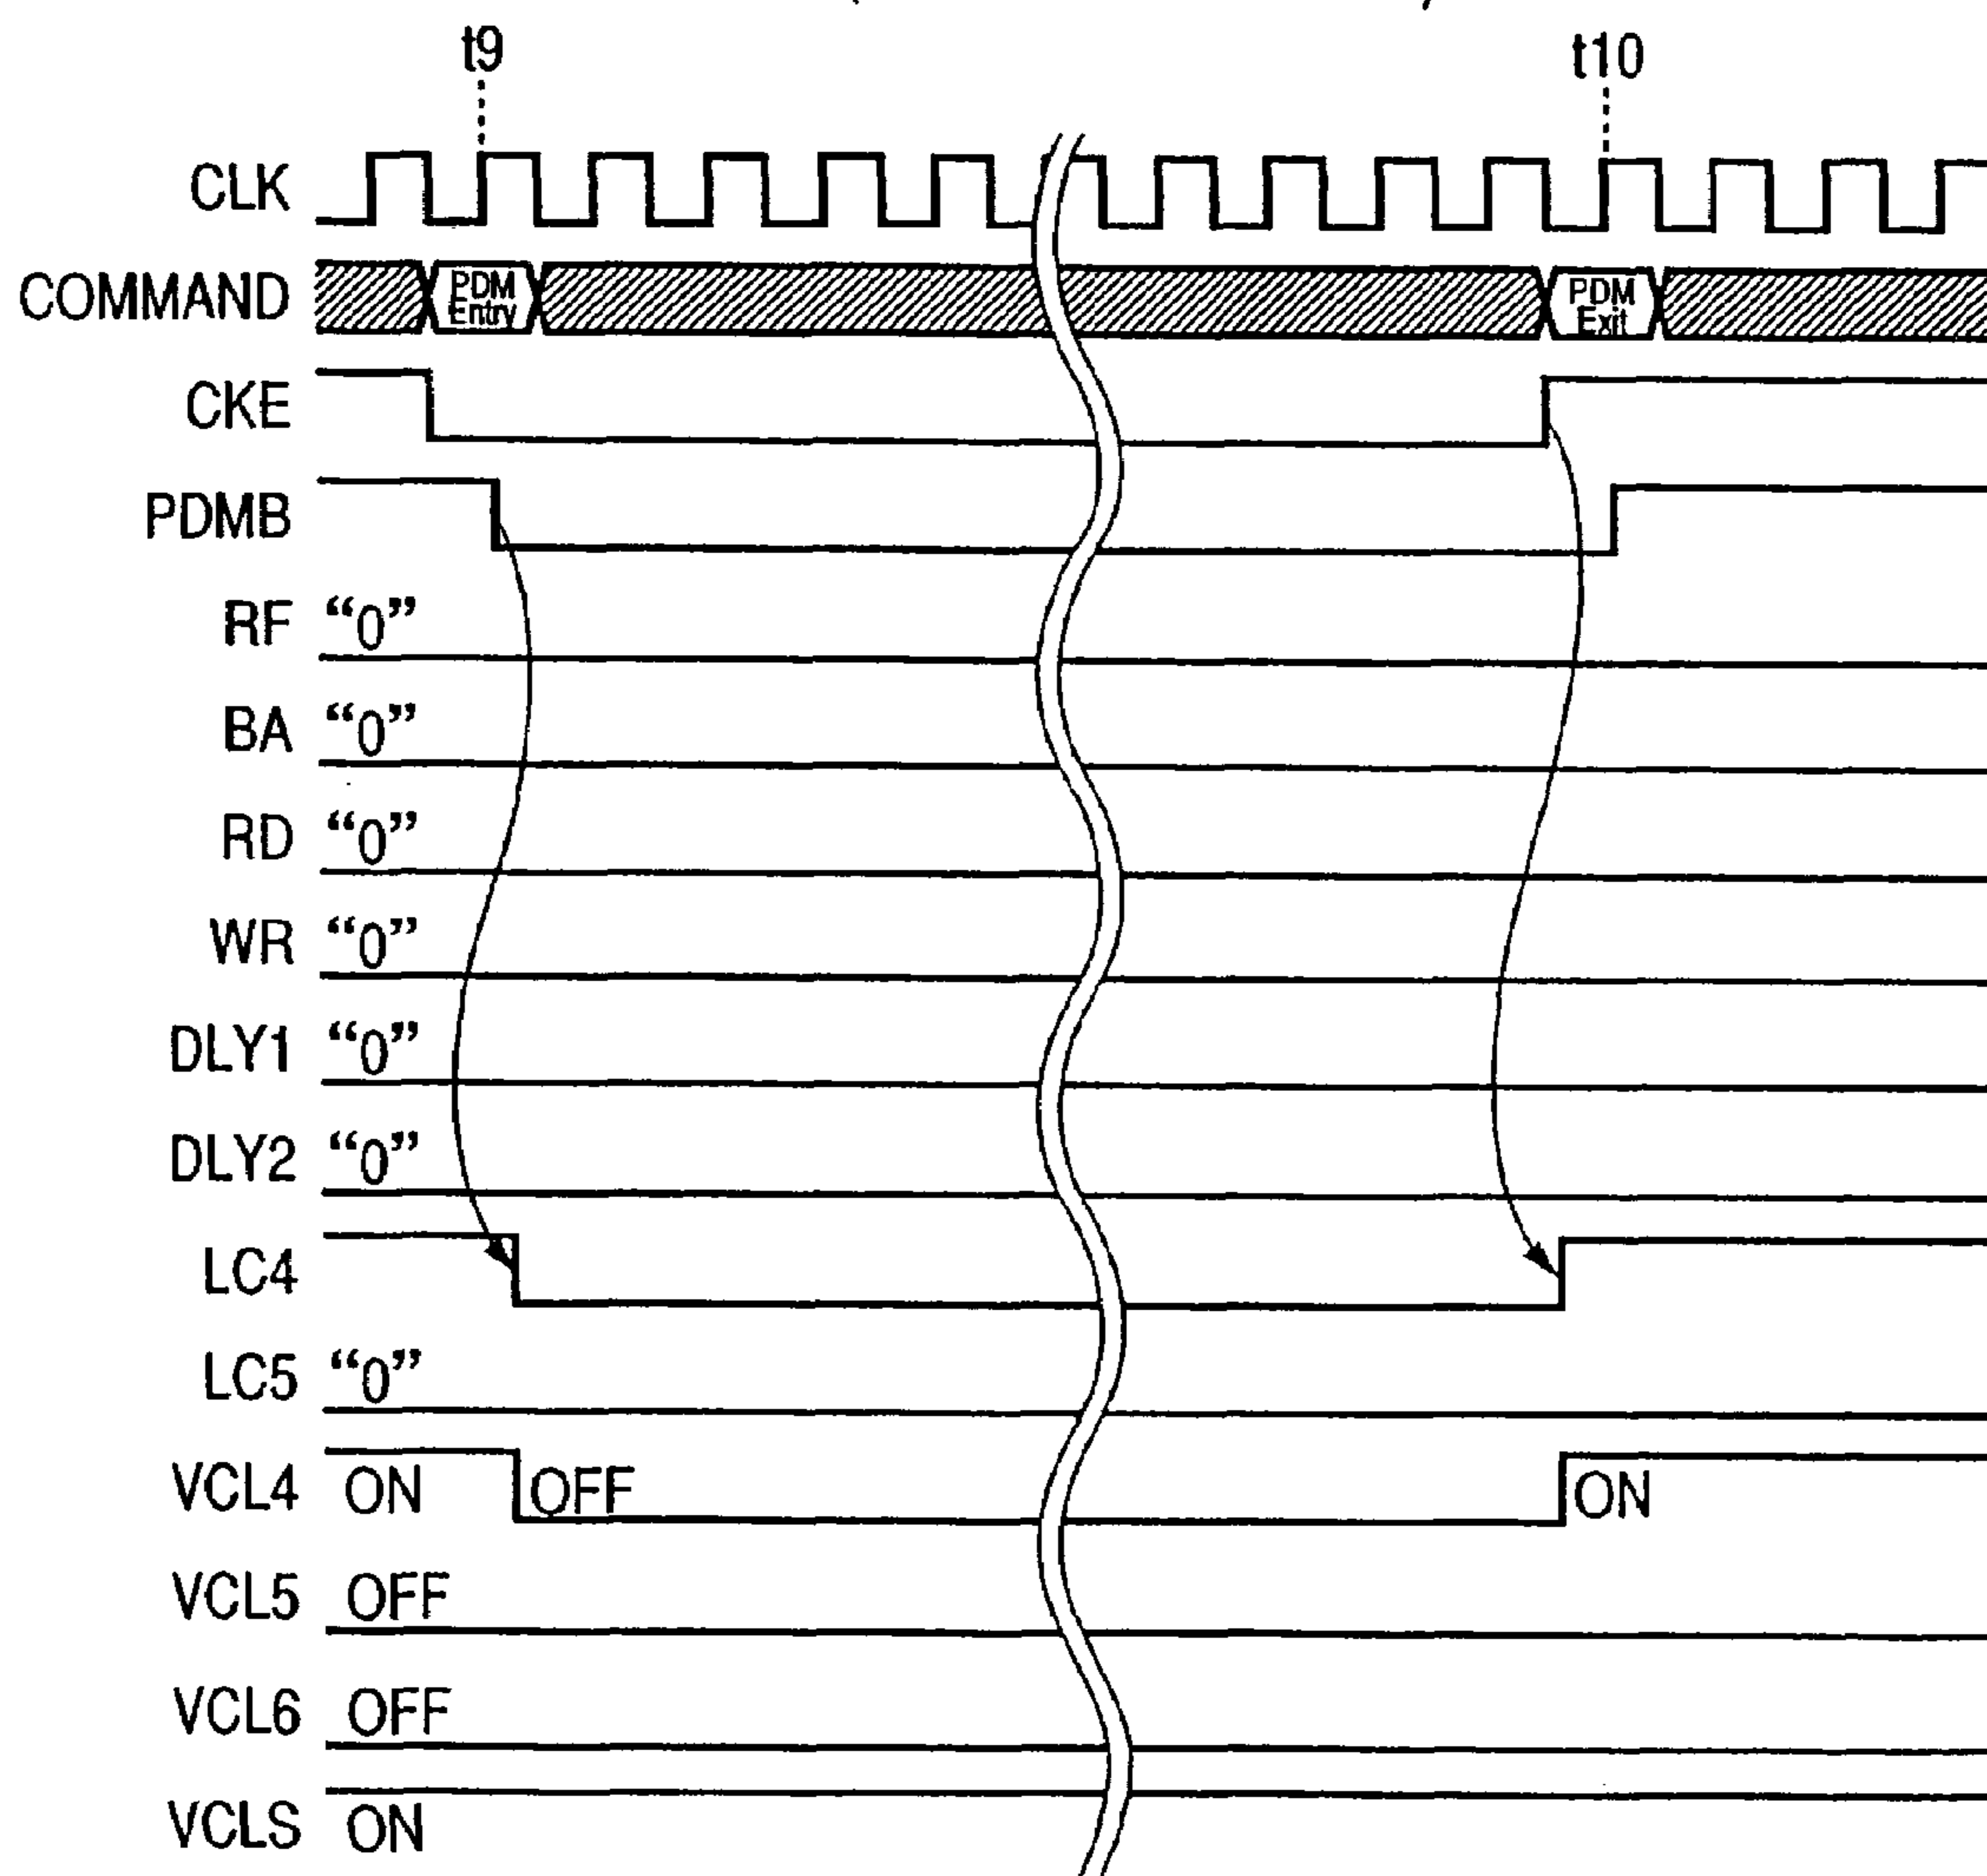 t9 t10
CLK
COMMAND PDM Entry PDM Exit
CKE
PDMB
RF “0”
BA “0”
RD “0”
WR “0”
DLY1 “0”
DLY2 “0”
LC4
LC5 “0”
VCL4 ON OFF ON
VCL5 OFF
VCL6 OFF
VCLS ON